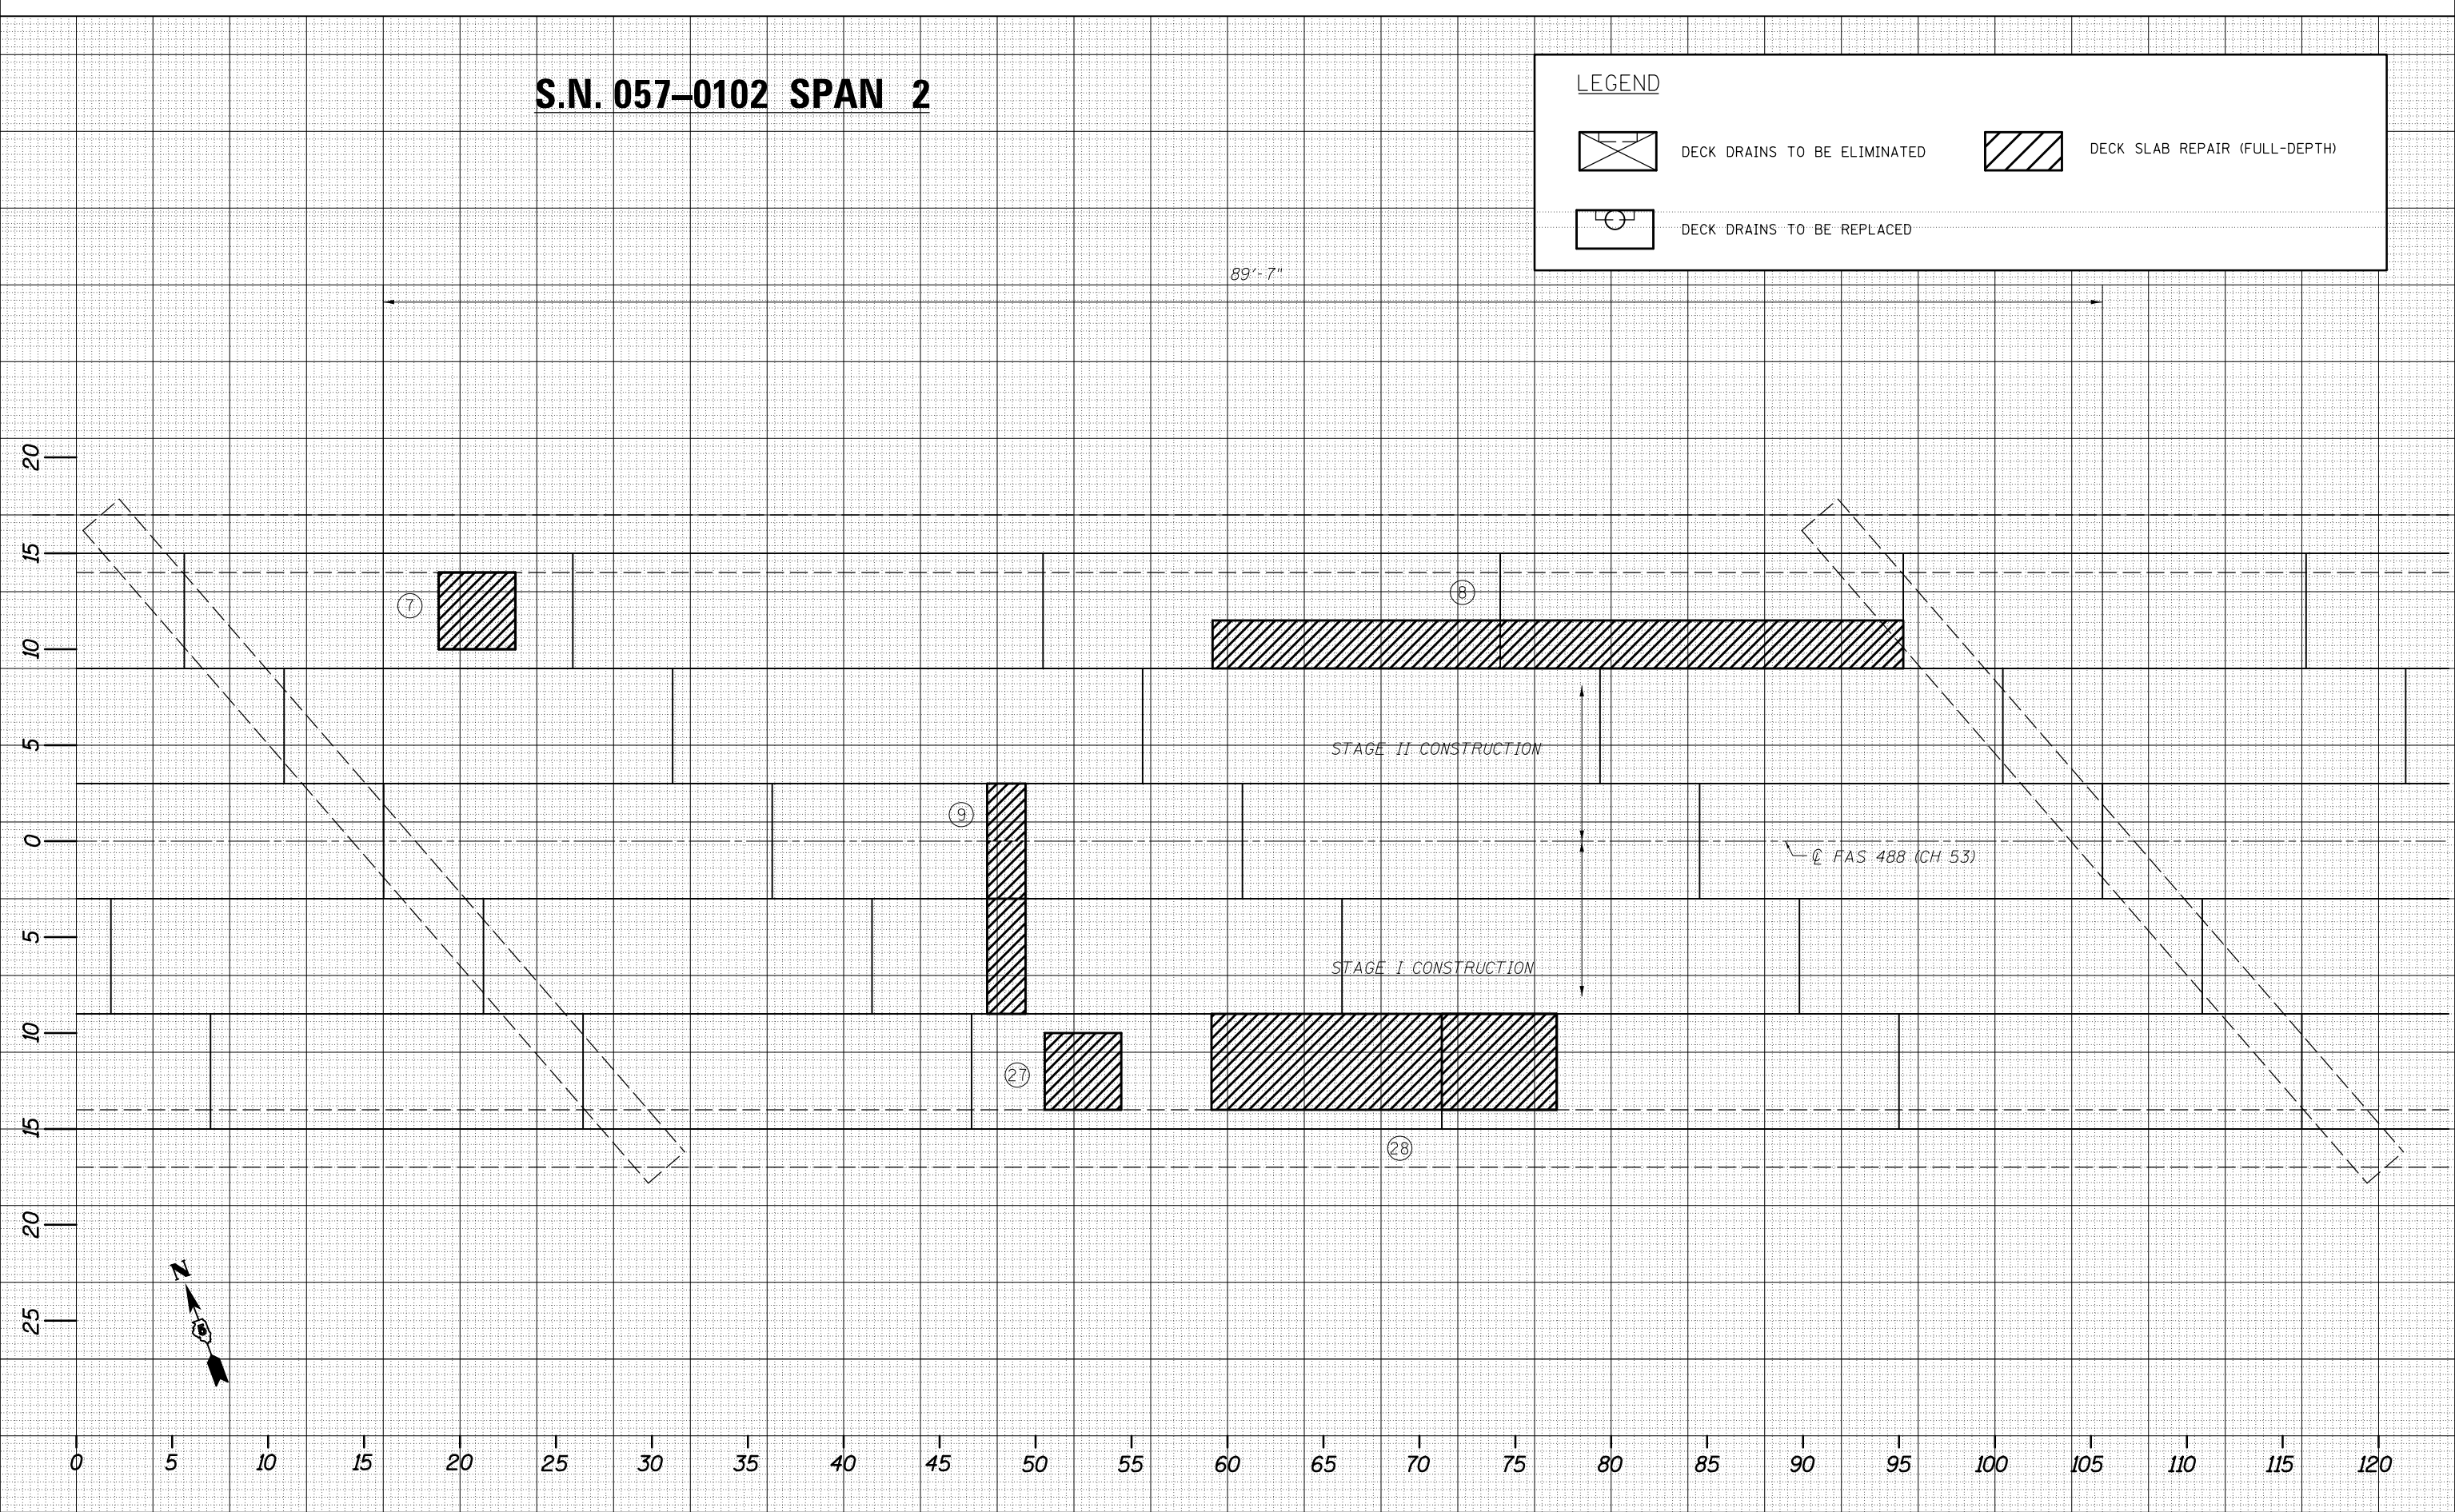 S.N. 057–0102 SPAN 2
LEGEND
DECK DRAINS TO BE ELIMINATED
DECK SLAB REPAIR (FULL-DEPTH)
DECK DRAINS TO BE REPLACED
89'-7"
20
15
10
5
0
5
10
15
20
25
7
8
STAGE II CONSTRUCTION
9
℄ FAS 488 (CH 53)
STAGE I CONSTRUCTION
27
28
N
0 5 10 15 20 25 30 35 40 45 50 55 60 65 70 75 80 85 90 95 100 105 110 115 120